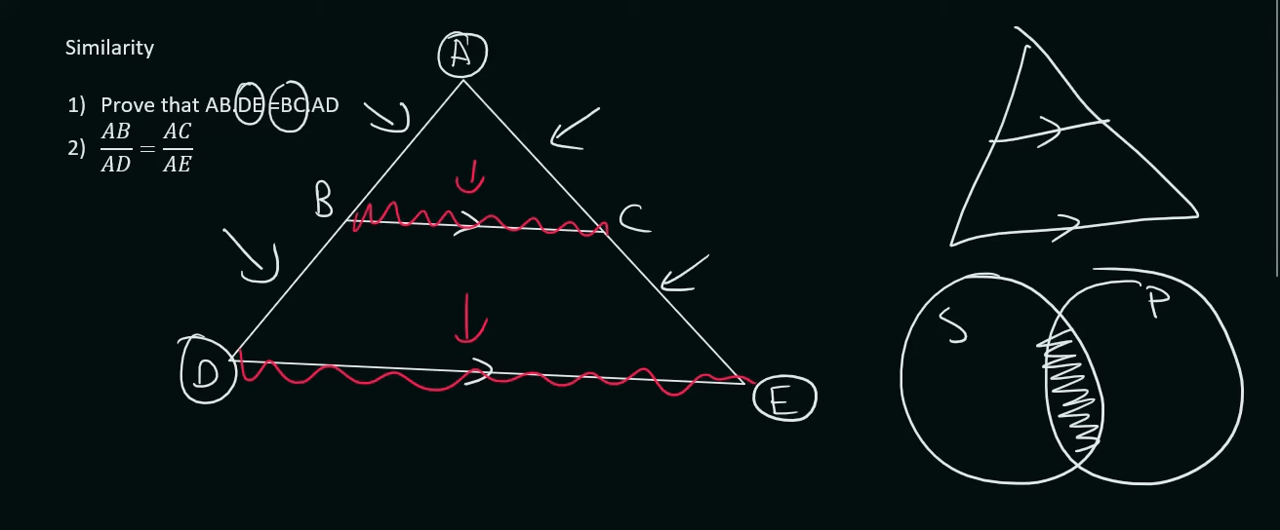 Similarity
1) Prove that AB.DE =BC.AD
2) AB/AD = AC/AE
A
B
C
D
E
S
P